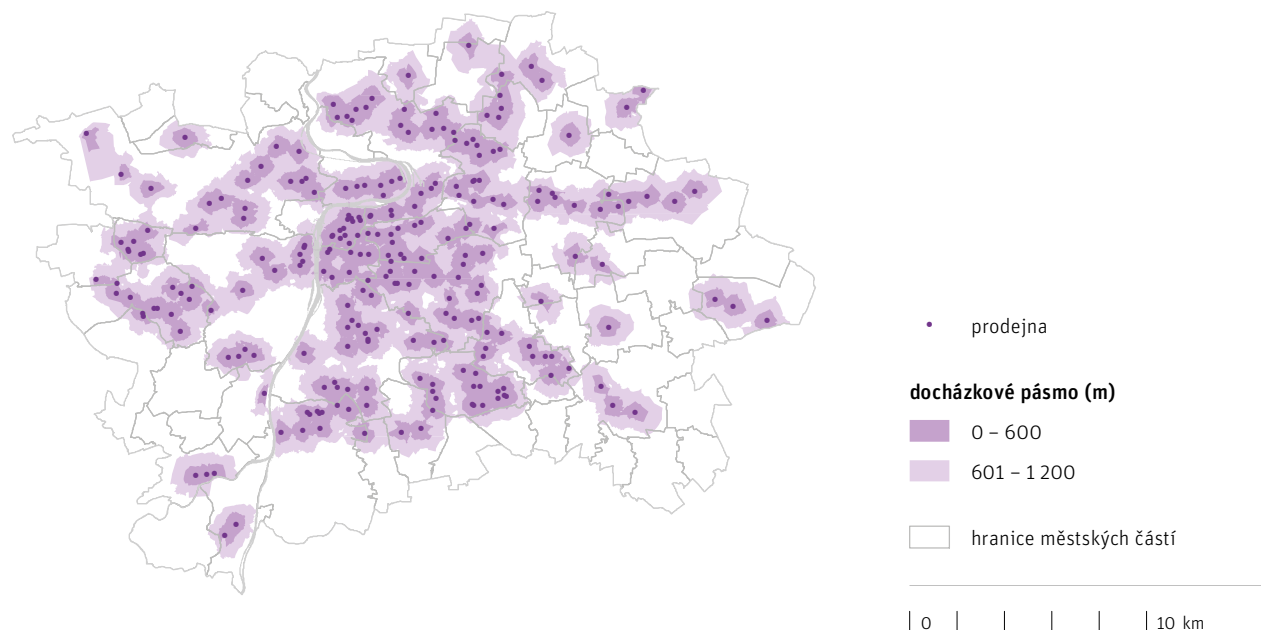 prodejna
docházkové pásmo (m)
0 – 600
601 – 1 200
hranice městských částí
0 10 km